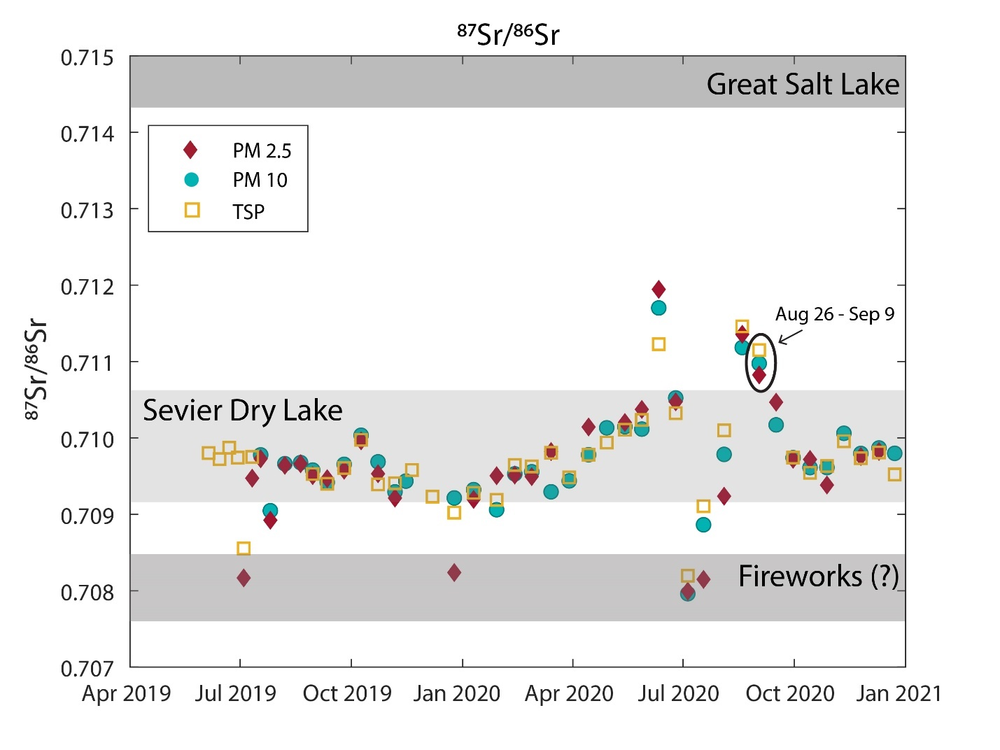 ⁸⁷Sr/⁸⁶Sr
0.715
Great Salt Lake
0.714
PM 2.5
PM 10
0.713
TSP
0.712
Aug 26 - Sep 9
⁸⁷Sr/⁸⁶Sr
0.711
Sevier Dry Lake
0.710
0.709
Fireworks (?)
0.708
0.707
Apr 2019 Jul 2019 Oct 2019 Jan 2020 Apr 2020 Jul 2020 Oct 2020 Jan 2021